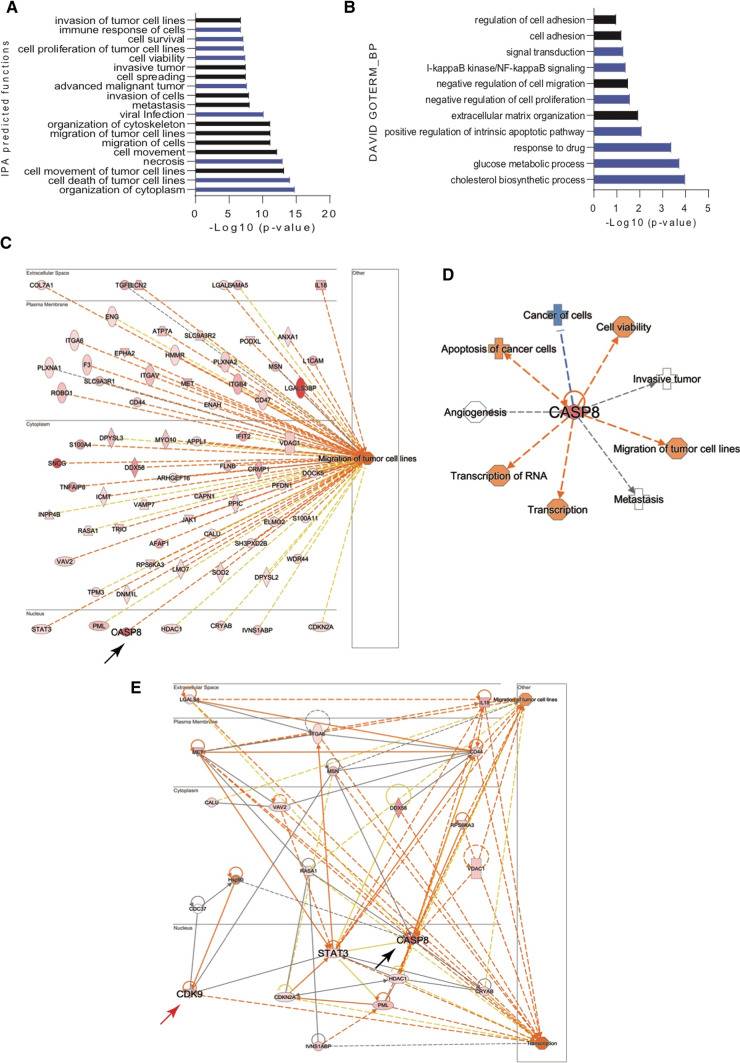 A
IPA predicted functions
invasion of tumor cell lines
immune response of cells
cell survival
cell proliferation of tumor cell lines
cell viability
invasive tumor
cell spreading
advanced malignant tumor
invasion of cells
metastasis
viral Infection
organization of cytoskeleton
migration of tumor cell lines
migration of cells
cell movement
necrosis
cell movement of tumor cell lines
cell death of tumor cell lines
organization of cytoplasm
0 5 10 15 20
-Log10 (p-value)
B
DAVID GOTERM_BP
regulation of cell adhesion
cell adhesion
signal transduction
I-kappaB kinase/NF-kappaB signaling
negative regulation of cell migration
negative regulation of cell proliferation
extracellular matrix organization
positive regulation of intrinsic apoptotic pathway
response to drug
glucose metabolic process
cholesterol biosynthetic process
0 1 2 3 4 5
-Log10 (p-value)
C
Extracellular Space
Other
COL7A1
IL18
Plasma Membrane
ENG
ATP7A
SLC9A3R2
PODXL
ANXA1
ITGA6
EPHA2
HMMR
PLXNA2
L1CAM
PLXNA1
F3
SLC9A3R1
ITGAV
MET
ITGB4
MSN
LGALS3BP
ROBO1
CD44
ENAH
CD47
Cytoplasm
S100A4
DPYSL3
MYO10
APPL1
IFIT2
VDAC1
Migration of tumor cell lines
SNCG
DDX58
ARHGEF16
FLNB
CRMP1
DOCK5
TNFAIP8
ICMT
CAPN1
PPIC
PFDN1
INPP4B
VAMP7
JAK1
ELMO2
S100A11
RASA1
TRIO
CALU
AFAP1
SH3PXD2B
VAV2
RPS6KA3
LMO7
SOD2
DPYSL2
WDR44
TPM3
DNM1L
Nucleus
STAT3
PML
CASP8
HDAC1
CRYAB
IVNS1ABP
CDKN2A
D
Cancer of cells
Cell viability
Apoptosis of cancer cells
Invasive tumor
Angiogenesis
CASP8
Migration of tumor cell lines
Transcription of RNA
Transcription
Metastasis
E
Extracellular Space
Other
IL18
Migration of tumor cell lines
Plasma Membrane
MET
CD44
MSN
Cytoplasm
CALU
VAV2
DDX58
RPS6KA3
VDAC1
RASA1
Hsp90
CDC37
Nucleus
STAT3
CASP8
HDAC1
CDK9
CDKN2A
PML
CRYAB
IVNS1ABP
Transcription